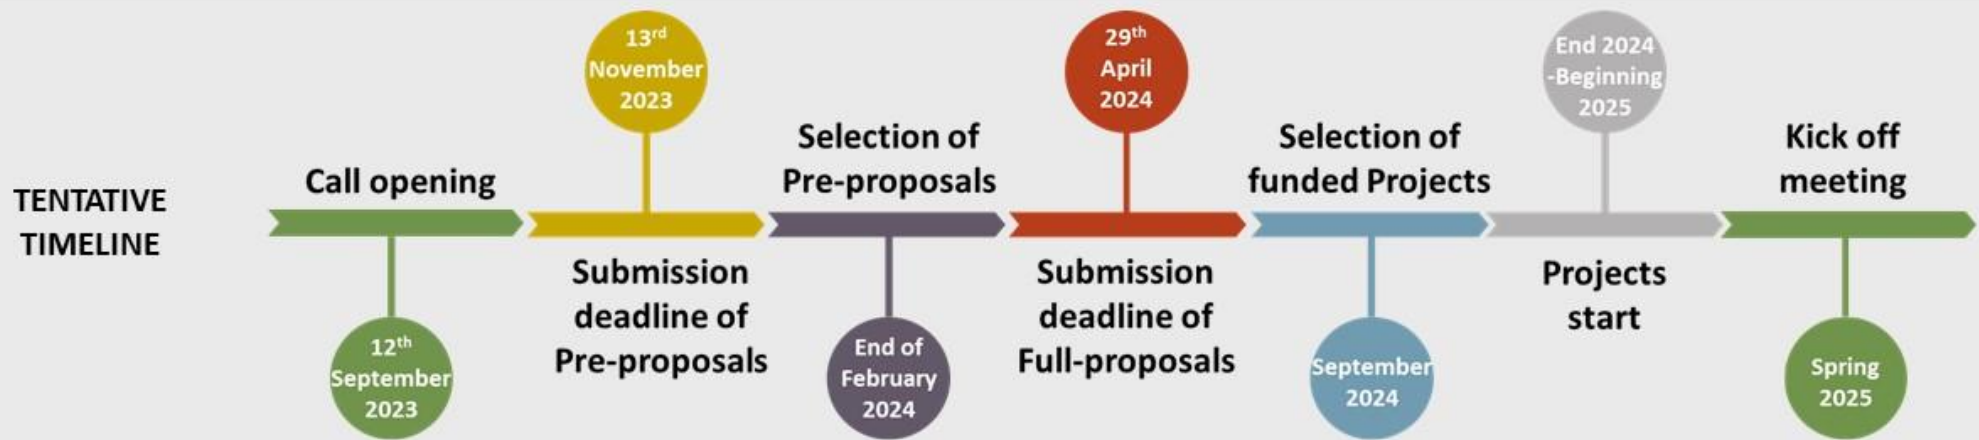 TENTATIVE
TIMELINE
Call opening
12th
September
2023
13rd
November
2023
Submission
deadline of
Pre-proposals
Selection of
Pre-proposals
End of
February
2024
29th
April
2024
Submission
deadline of
Full-proposals
Selection of
funded Projects
September
2024
End 2024
-Beginning
2025
Projects
start
Kick off
meeting
Spring
2025